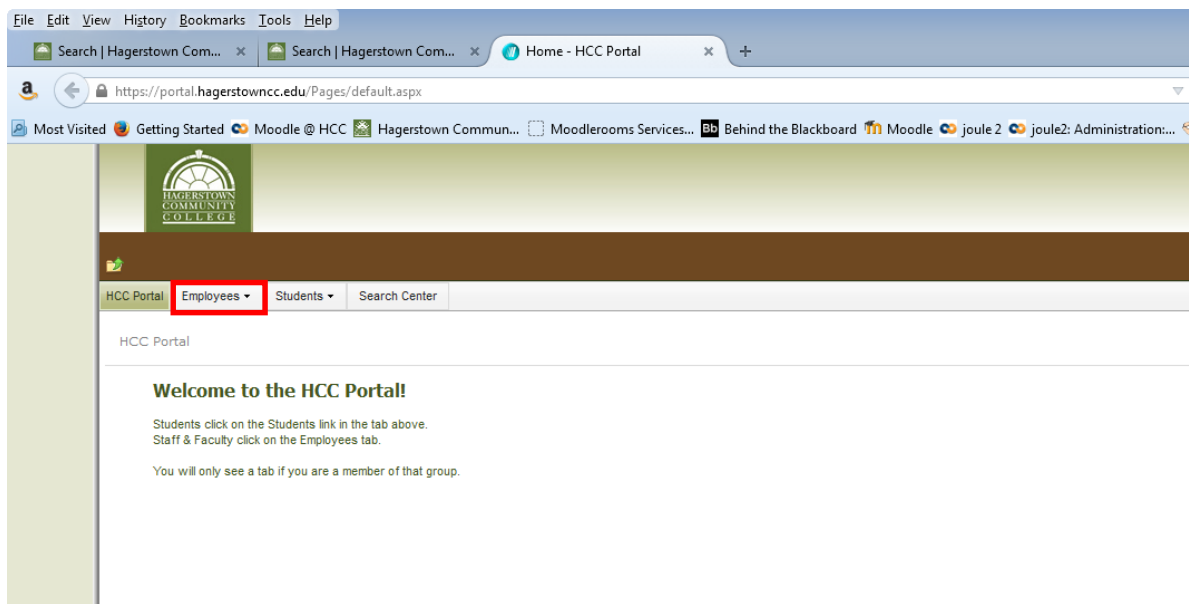 File Edit View History Bookmarks Tools Help
Search | Hagerstown Com... Search | Hagerstown Com... Home - HCC Portal
a https://portal.hagerstowncc.edu/Pages/default.aspx
Most Visited Getting Started Moodle @ HCC Hagerstown Commun... Moodlerooms Services... Bb Behind the Blackboard Moodle joule 2 joule2: Administration:...
HAGERSTOWN
COMMUNITY
COLLEGE
HCC Portal Employees Students Search Center
HCC Portal
Welcome to the HCC Portal!
Students click on the Students link in the tab above.
Staff & Faculty click on the Employees tab.
You will only see a tab if you are a member of that group.